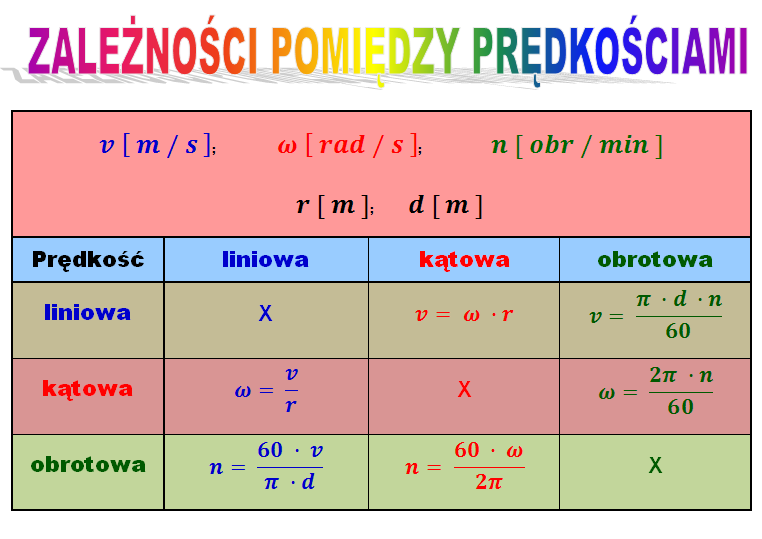 ZALEŻNOŚCI POMIĘDZY PRĘDKOŚCIAMI
v [ m / s ]; ω [ rad / s ]; n [ obr / min ]
r [ m ]; d [ m ]
Prędkość liniowa kątowa obrotowa
liniowa X v = ω · r v = π · d · n / 60
kątowa ω = v / r X ω = 2π · n / 60
obrotowa n = 60 · v / π · d n = 60 · ω / 2π X